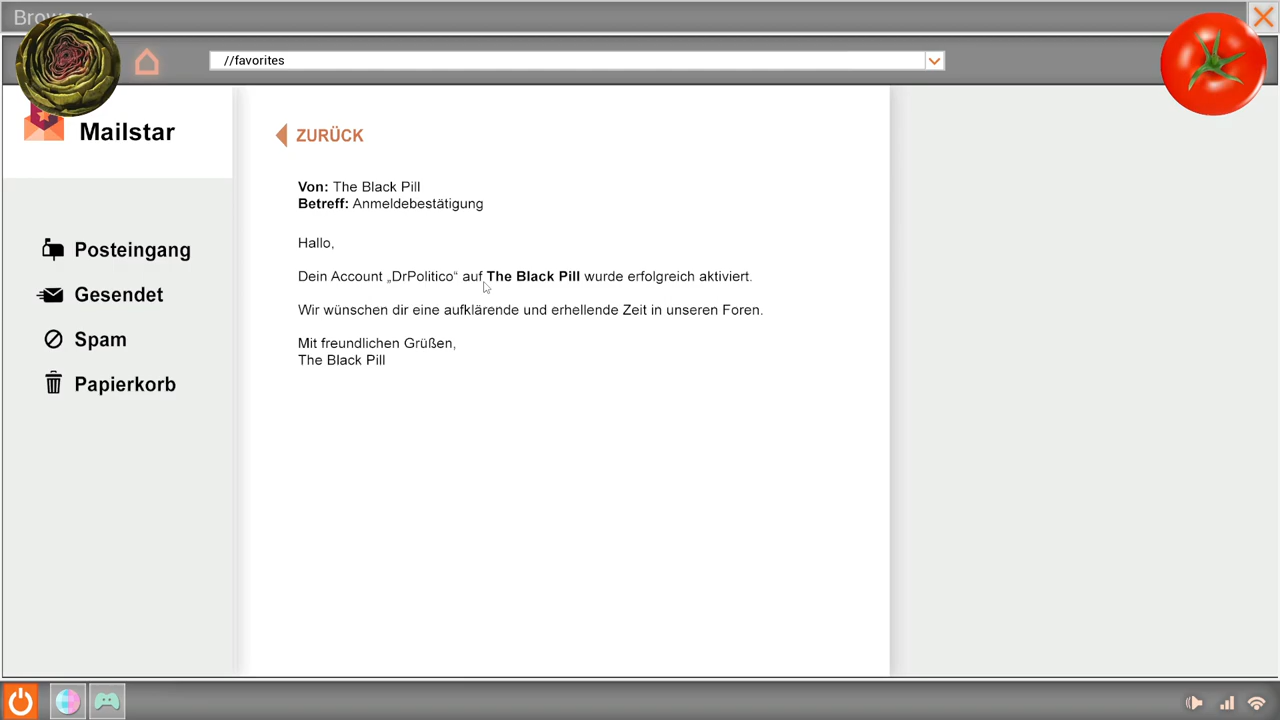 Browser
//favorites
Mailstar
ZURÜCK
Von: The Black Pill
Betreff: Anmeldebestätigung
Posteingang
Gesendet
Spam
Papierkorb
Hallo,
Dein Account „DrPolitico“ auf The Black Pill wurde erfolgreich aktiviert.
Wir wünschen dir eine aufklärende und erhellende Zeit in unseren Foren.
Mit freundlichen Grüßen,
The Black Pill